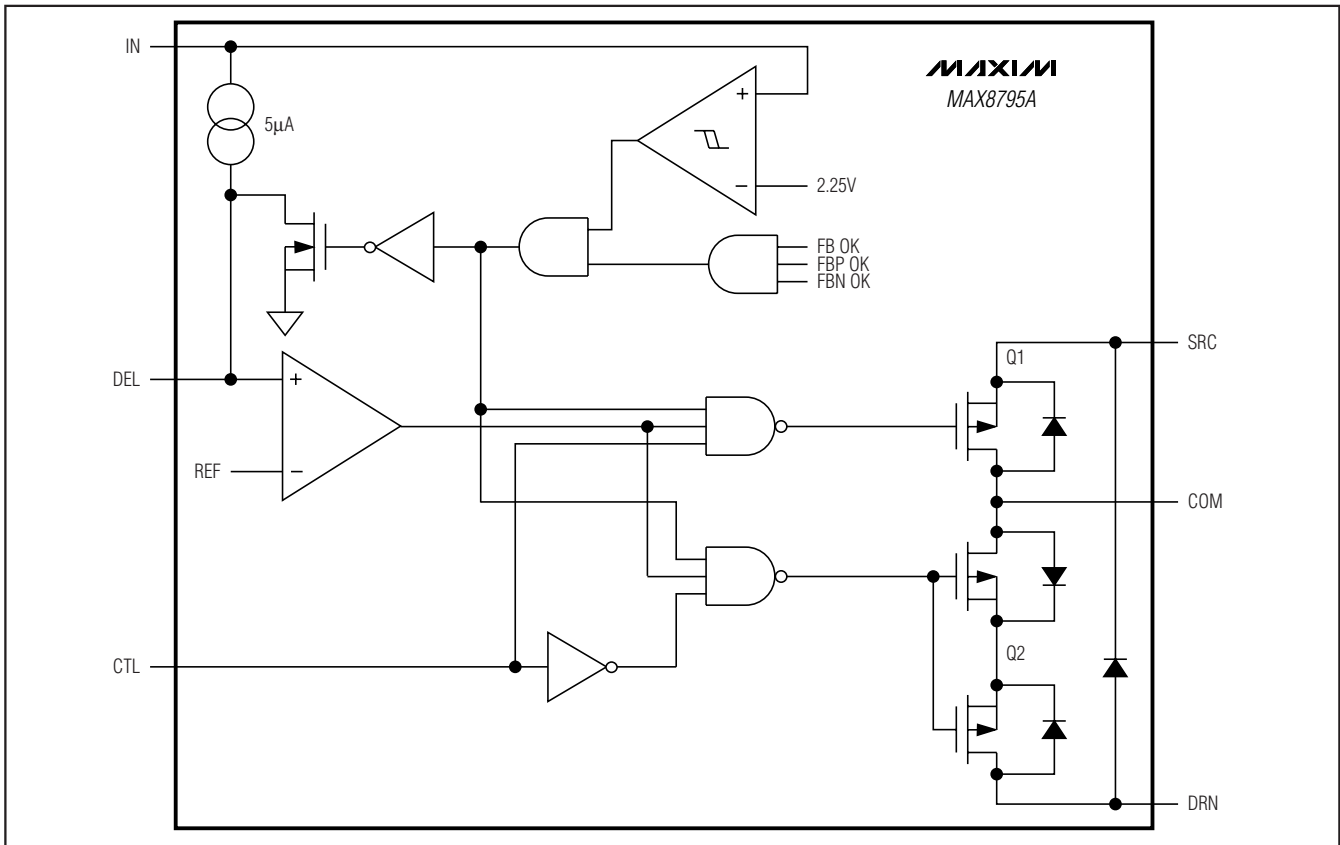 IN
MAXIM
MAX8795A
5µA
+
−
2.25V
FB OK
FBP OK
FBN OK
SRC
Q1
DEL
+
REF
−
COM
Q2
CTL
DRN